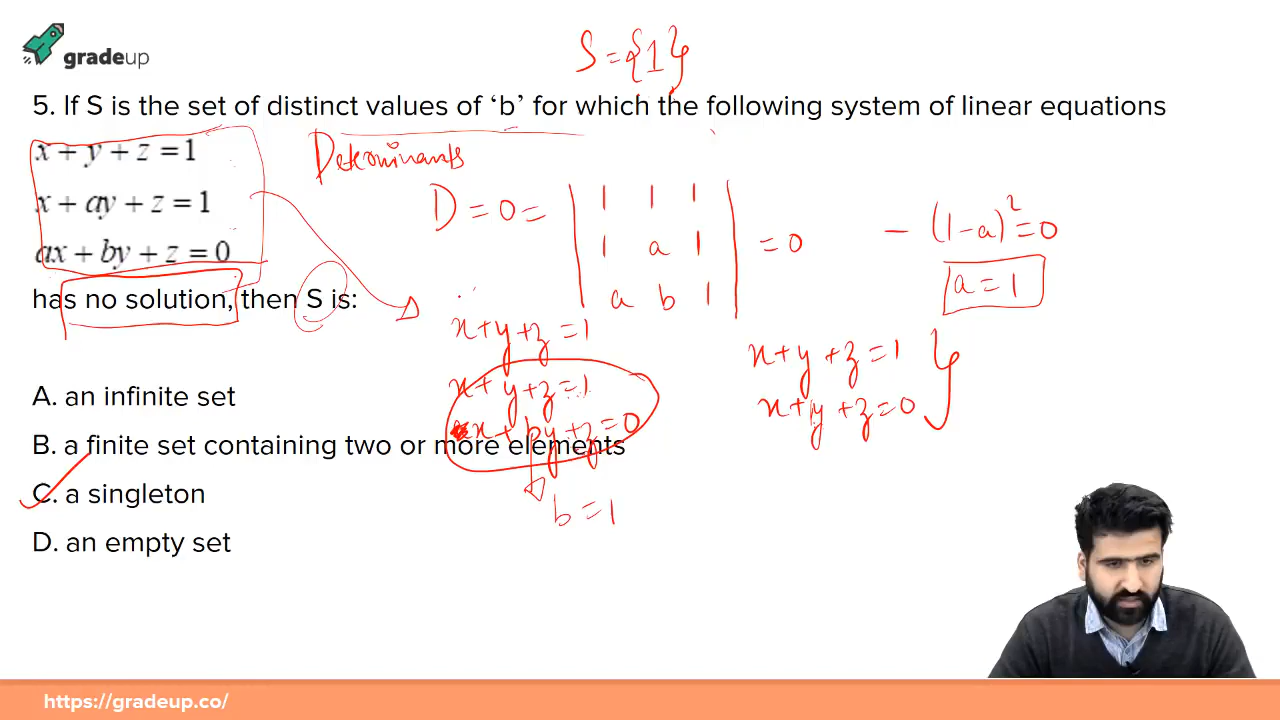 gradeup
S = {1}
5. If S is the set of distinct values of ‘b’ for which the following system of linear equations
x + y + z = 1
x + ay + z = 1
ax + by + z = 0
has no solution, then S is:
Determinants
D = 0 = | 1 1 1 |
| 1 a 1 | = 0
| a b 1 |
- (1-a)² = 0
a = 1
x+y+z=1
x+y+z=1
x+by+z=0
b=1
x+y+z=1
x+y+z=0
A. an infinite set
B. a finite set containing two or more elements
C. a singleton
D. an empty set
https://gradeup.co/